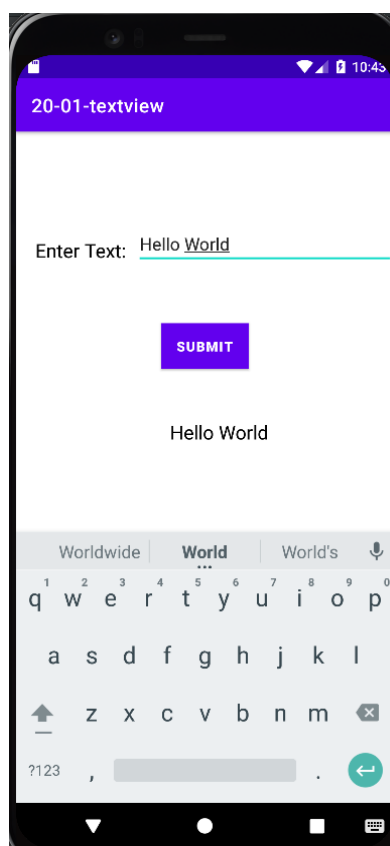 10:43
20-01-textview
Enter Text: Hello World
SUBMIT
Hello World
Worldwide World World's
1 2 3 4 5 6 7 8 9 0
q w e r t y u i o p
a s d f g h j k l
z x c v b n m
?123 , .